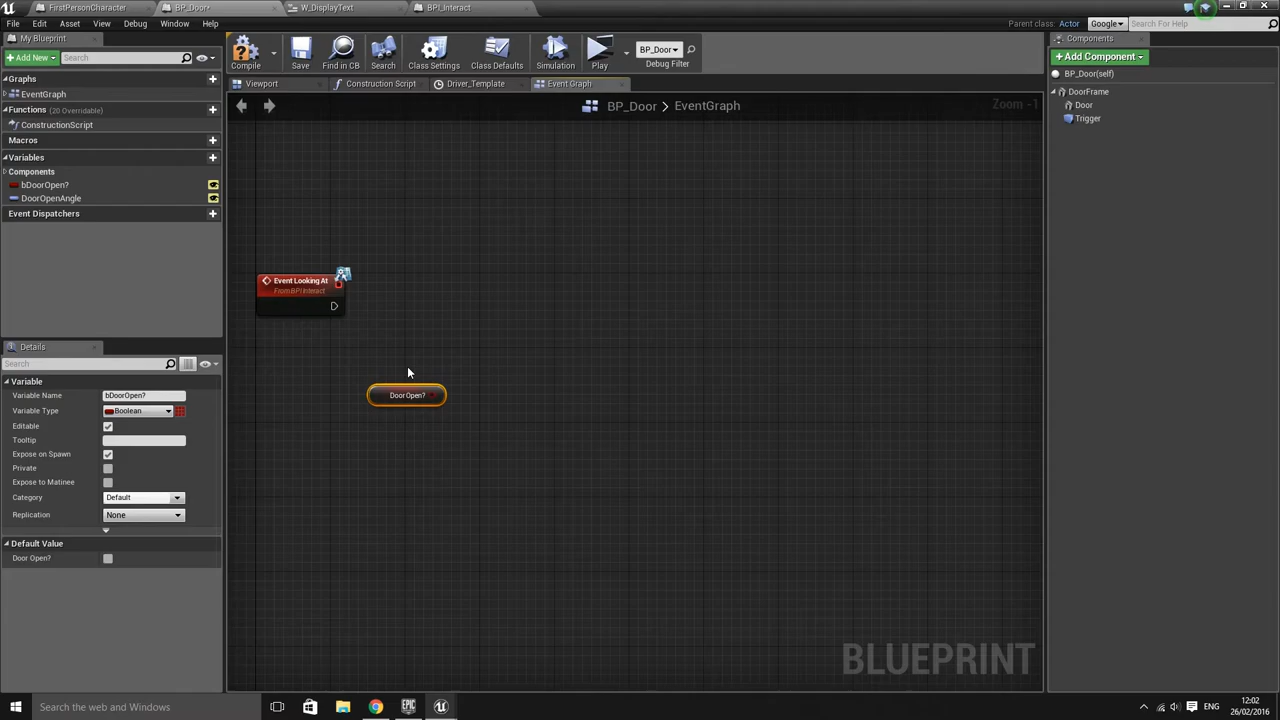 FirstPersonCharacter
BP_Door*
W_DisplayText
BPI_Interact
File Edit Asset View Debug Window Help
Parent class: Actor Google Search For Help
My Blueprint
Add New Search
Compile Save Find in CB Search Class Settings Class Defaults Simulation Play
BP_Door
Debug Filter
Components
+Add Component
BP_Door(self)
DoorFrame
Door
Trigger
Graphs
EventGraph
Functions (20 Overridable)
ConstructionScript
Macros
Variables
Components
bDoorOpen?
DoorOpenAngle
Event Dispatchers
Viewport Construction Script Driver_Template Event Graph
BP_Door > EventGraph
Zoom -1
Event Looking At
From BPI Interact
Door Open?
Details
Search
Variable
Variable Name bDoorOpen?
Variable Type Boolean
Editable
Tooltip
Expose on Spawn
Private
Expose to Matinee
Category Default
Replication None
Default Value
Door Open?
BLUEPRINT
Search the web and Windows
ENG
12:02
26/02/2016